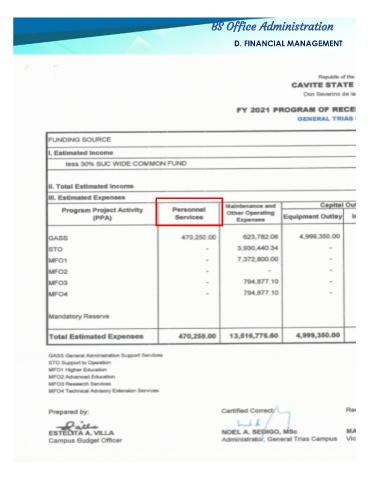 BS Office Administration
D. FINANCIAL MANAGEMENT
Republic of the
CAVITE STATE
Don Severino de la
FY 2021 PROGRAM OF RECE
GENERAL TRIAS
FUNDING SOURCE
I. Estimated Income
less 30% SUC WIDE COMMON FUND
II. Total Estimated Income
III. Estimated Expenses
Program Project Activity (PPA) Personnel Services Maintenance and Other Operating Expenses Capital Out
Equipment Outlay
GASS 470,250.00 623,782.06 4,999,350.00
STO - 3,930,440.34 -
MFO1 - 7,372,800.00 -
MFO2 - - -
MFO3 - 794,877.10 -
MFO4 - 794,877.10 -
Mandatory Reserve
Total Estimated Expenses 470,250.00 13,516,776.60 4,999,350.00
GASS General Administration Support Services
STO Support to Operation
MFO1 Higher Education
MFO2 Advanced Education
MFO3 Research Services
MFO4 Technical Advisory Extension Services
Prepared by: Certified Correct:
ESTELITA A. VILLA NOEL A. SEDIGO, MSc MA
Campus Budget Officer Administrator, General Trias Campus Vic